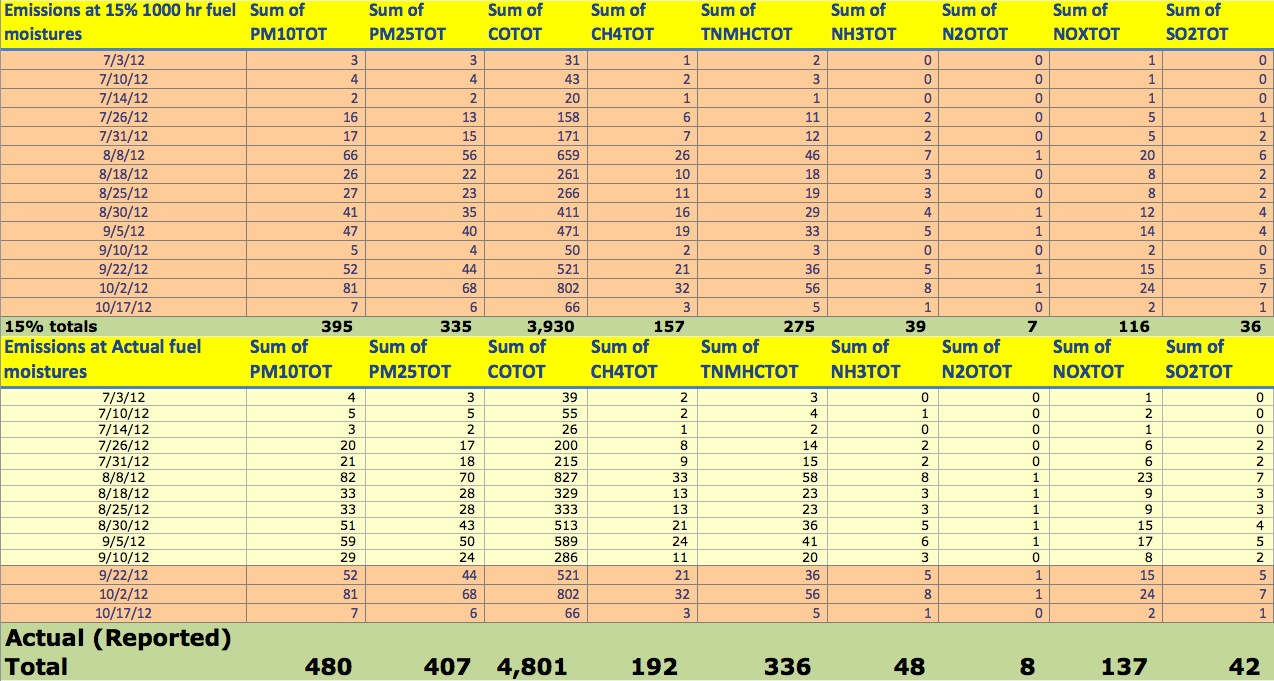 Emissions at 15% 1000 hr fuel moistures Sum of PM10TOT Sum of PM25TOT Sum of COTOT Sum of CH4TOT Sum of TNMHCTOT Sum of NH3TOT Sum of N2OTOT Sum of NOXTOT Sum of SO2TOT
7/3/12 3 3 31 1 2 0 0 1 0
7/10/12 4 4 43 2 3 0 0 1 0
7/14/12 2 2 20 1 1 0 0 1 0
7/26/12 16 13 158 6 11 2 0 5 1
7/31/12 17 15 171 7 12 2 0 5 2
8/8/12 66 56 659 26 46 7 1 20 6
8/18/12 26 22 261 10 18 3 0 8 2
8/25/12 27 23 266 11 19 3 0 8 2
8/30/12 41 35 411 16 29 4 1 12 4
9/5/12 47 40 471 19 33 5 1 14 4
9/10/12 5 4 50 2 3 0 0 2 0
9/22/12 52 44 521 21 36 5 1 15 5
10/2/12 81 68 802 32 56 8 1 24 7
10/17/12 7 6 66 3 5 1 0 2 1
15% totals 395 335 3,930 157 275 39 7 116 36
Emissions at Actual fuel moistures Sum of PM10TOT Sum of PM25TOT Sum of COTOT Sum of CH4TOT Sum of TNMHCTOT Sum of NH3TOT Sum of N2OTOT Sum of NOXTOT Sum of SO2TOT
7/3/12 4 3 39 2 3 0 0 1 0
7/10/12 5 5 55 2 4 1 0 2 0
7/14/12 3 2 26 1 2 0 0 1 0
7/26/12 20 17 200 8 14 2 0 6 2
7/31/12 21 18 215 9 15 2 0 6 2
8/8/12 82 70 827 33 58 8 1 23 7
8/18/12 33 28 329 13 23 3 1 9 3
8/25/12 33 28 333 13 23 3 1 9 3
8/30/12 51 43 513 21 36 5 1 15 4
9/5/12 59 50 589 24 41 6 1 17 5
9/10/12 29 24 286 11 20 3 0 8 2
9/22/12 52 44 521 21 36 5 1 15 5
10/2/12 81 68 802 32 56 8 1 24 7
10/17/12 7 6 66 3 5 1 0 2 1
Actual (Reported)
Total 480 407 4,801 192 336 48 8 137 42